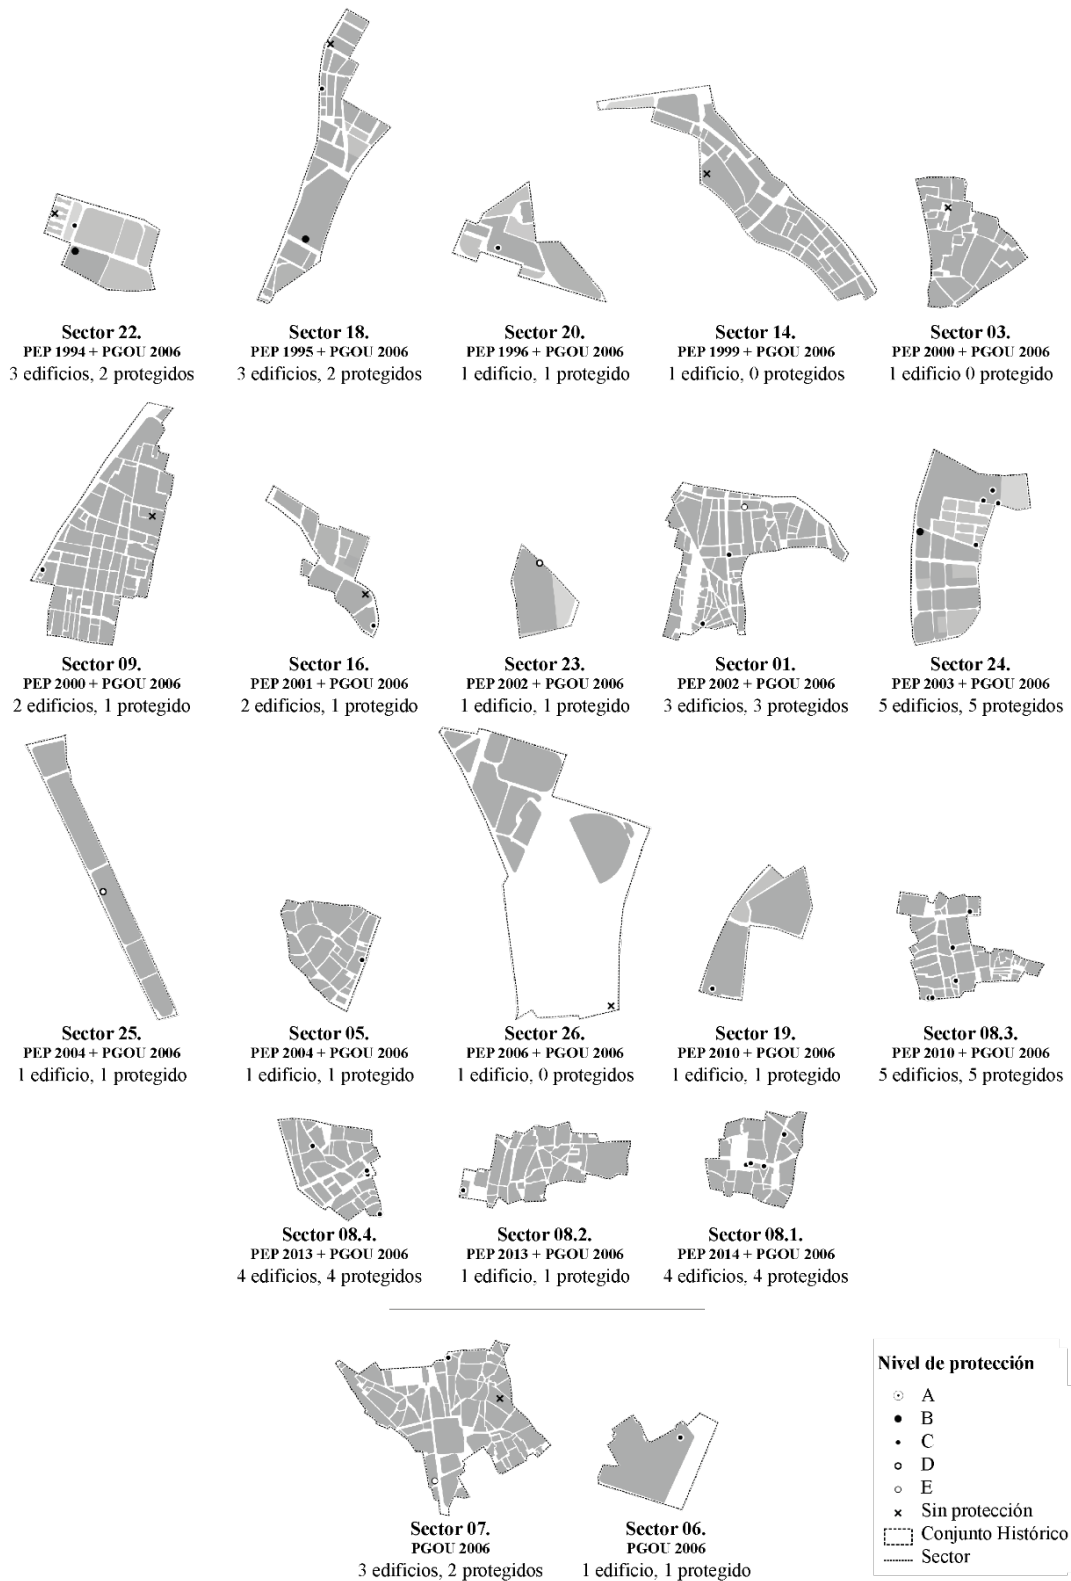 Sector 22.
PEP 1994 + PGOU 2006
3 edificios, 2 protegidos
Sector 18.
PEP 1995 + PGOU 2006
3 edificios, 2 protegidos
Sector 20.
PEP 1996 + PGOU 2006
1 edificio, 1 protegido
Sector 14.
PEP 1999 + PGOU 2006
1 edificio, 0 protegidos
Sector 03.
PEP 2000 + PGOU 2006
1 edificio 0 protegido
Sector 09.
PEP 2000 + PGOU 2006
2 edificios, 1 protegido
Sector 16.
PEP 2001 + PGOU 2006
2 edificios, 1 protegido
Sector 23.
PEP 2002 + PGOU 2006
1 edificio, 1 protegido
Sector 01.
PEP 2002 + PGOU 2006
3 edificios, 3 protegidos
Sector 24.
PEP 2003 + PGOU 2006
5 edificios, 5 protegidos
Sector 25.
PEP 2004 + PGOU 2006
1 edificio, 1 protegido
Sector 05.
PEP 2004 + PGOU 2006
1 edificio, 1 protegido
Sector 26.
PEP 2006 + PGOU 2006
1 edificio, 0 protegidos
Sector 19.
PEP 2010 + PGOU 2006
1 edificio, 1 protegido
Sector 08.3.
PEP 2010 + PGOU 2006
5 edificios, 5 protegidos
Sector 08.4.
PEP 2013 + PGOU 2006
4 edificios, 4 protegidos
Sector 08.2.
PEP 2013 + PGOU 2006
1 edificio, 1 protegido
Sector 08.1.
PEP 2014 + PGOU 2006
4 edificios, 4 protegidos
Sector 07.
PGOU 2006
3 edificios, 2 protegidos
Sector 06.
PGOU 2006
1 edificio, 1 protegido
Nivel de protección
A
B
C
D
E
Sin protección
Conjunto Histórico
Sector